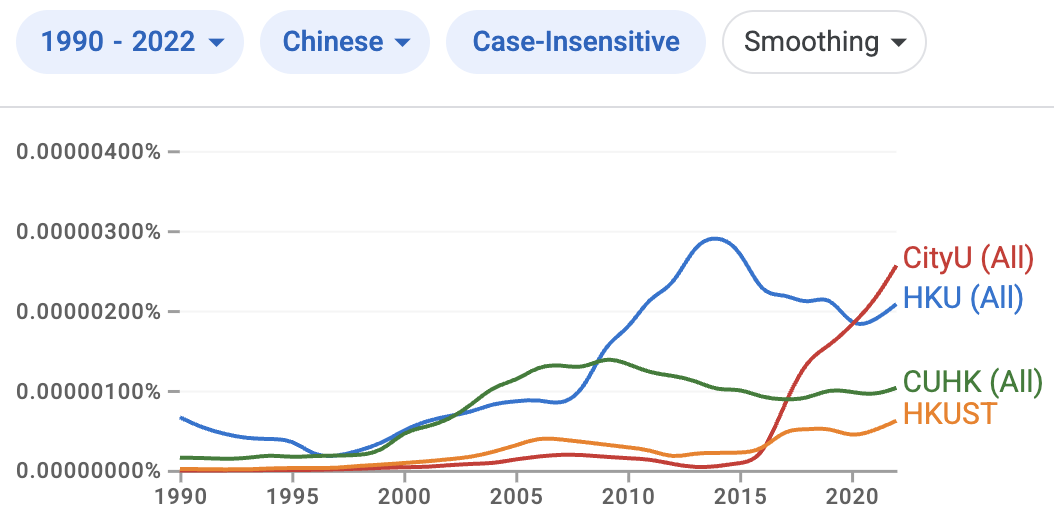 1990 - 2022 Chinese Case-Insensitive Smoothing
0.00000400%
0.00000300%
0.00000200%
0.00000100%
0.00000000%
CityU (All)
HKU (All)
CUHK (All)
HKUST
1990 1995 2000 2005 2010 2015 2020